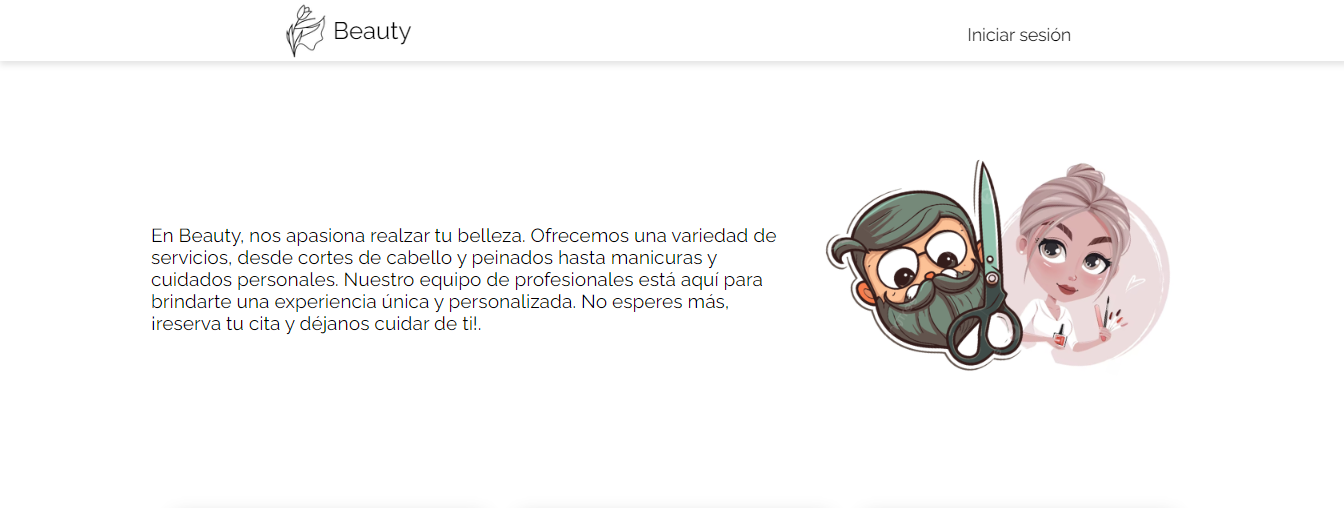 Beauty
Iniciar sesión
En Beauty, nos apasiona realzar tu belleza. Ofrecemos una variedad de
servicios, desde cortes de cabello y peinados hasta manicuras y
cuidados personales. Nuestro equipo de profesionales está aquí para
brindarte una experiencia única y personalizada. No esperes más,
¡reserva tu cita y déjanos cuidar de ti!.